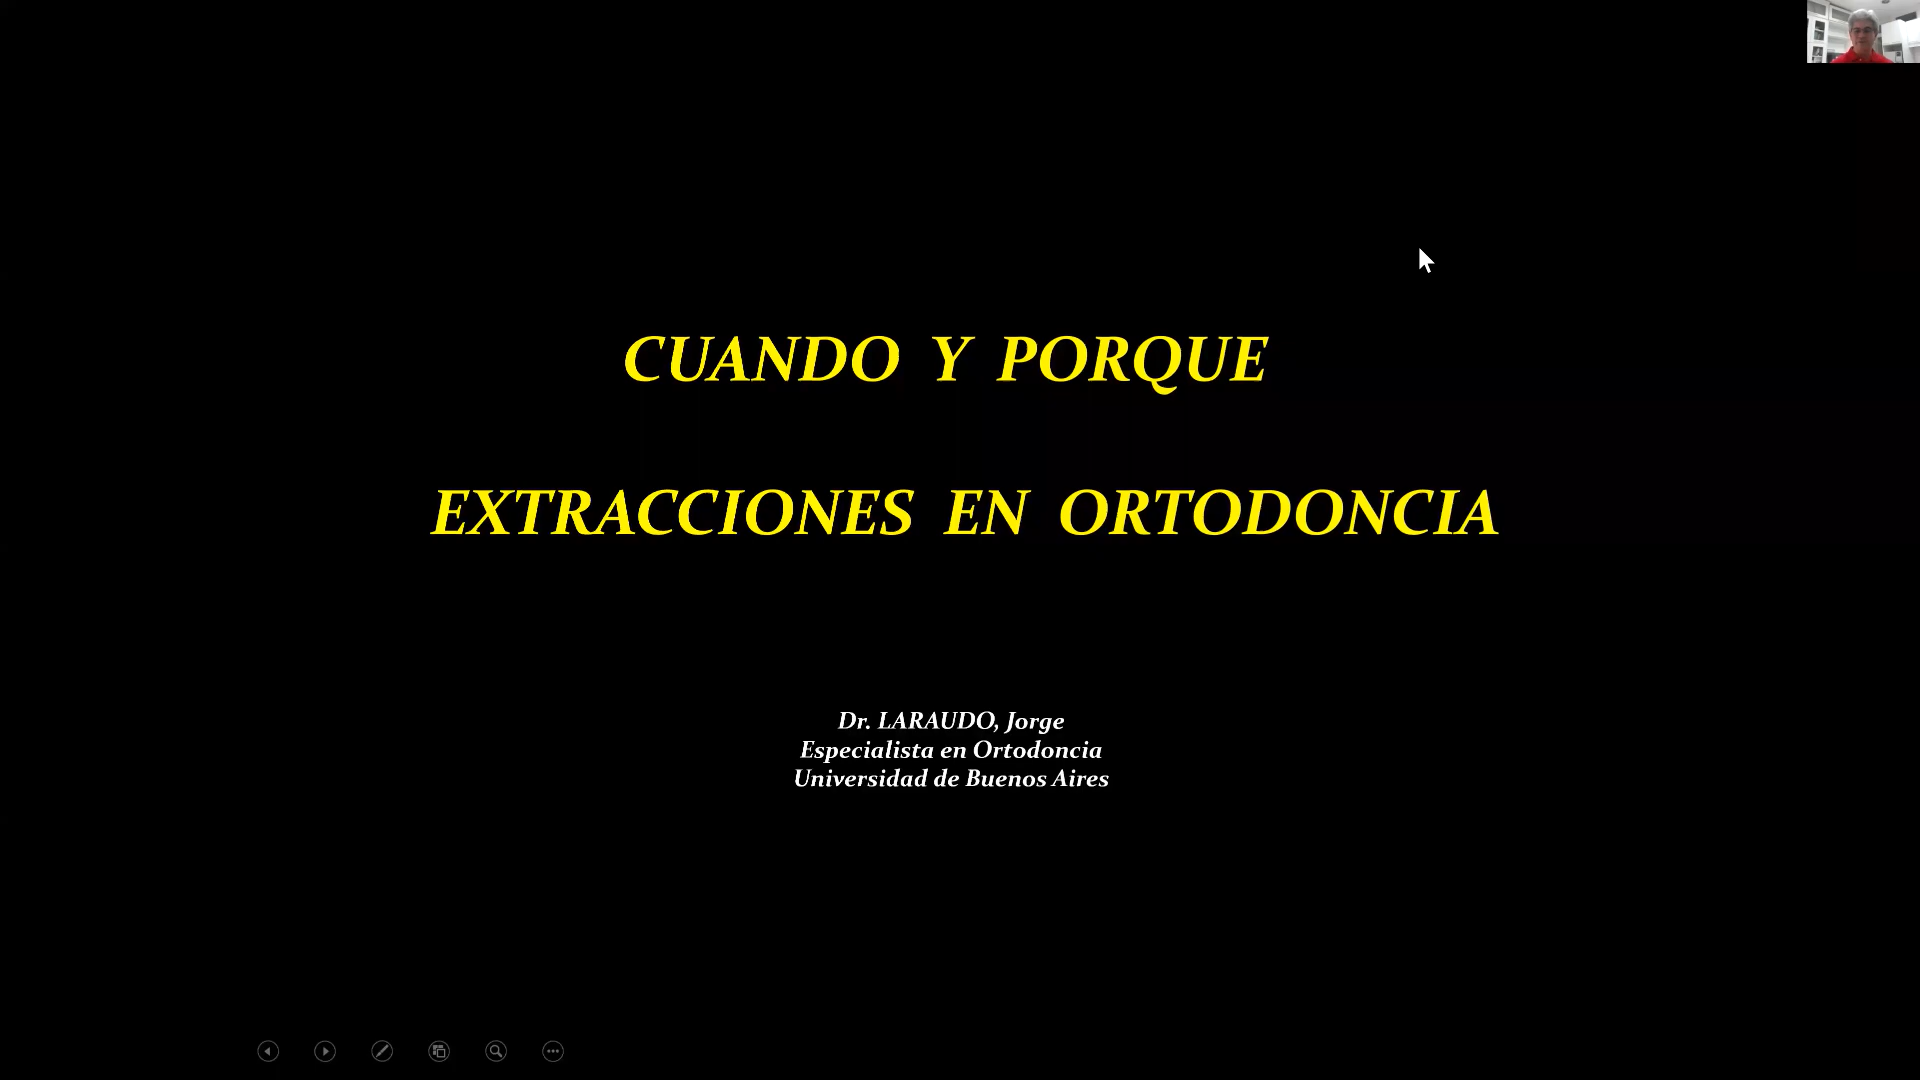 CUANDO Y PORQUE
EXTRACCIONES EN ORTODONCIA
Dr. LARAUDO, Jorge
Especialista en Ortodoncia
Universidad de Buenos Aires